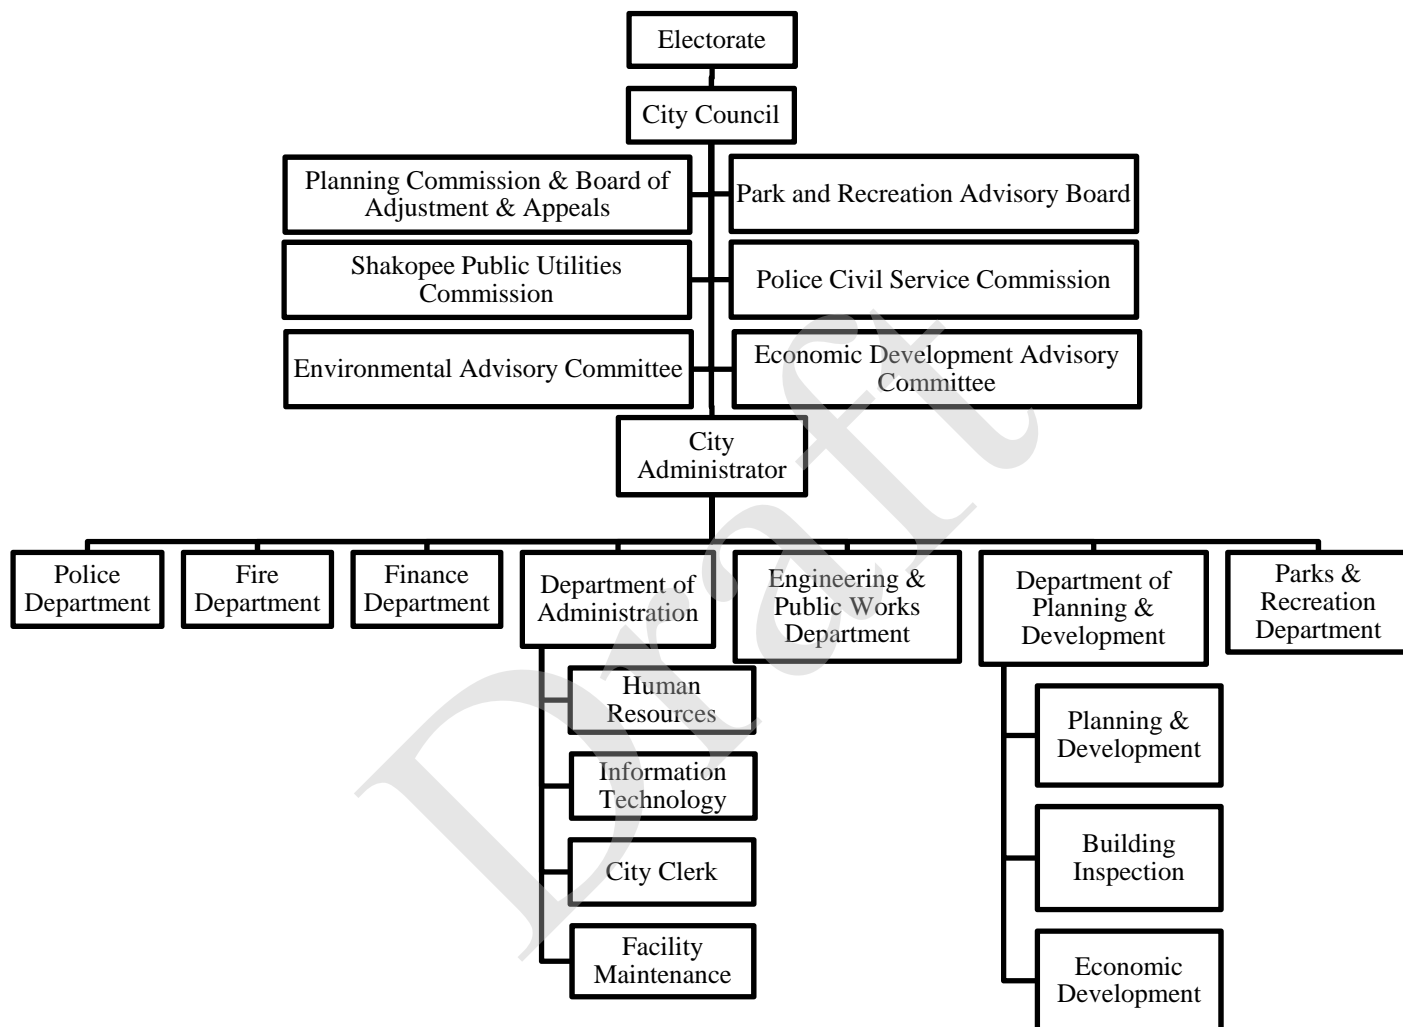 Electorate
City Council
Planning Commission & Board of
Adjustment & Appeals
Park and Recreation Advisory Board
Shakopee Public Utilities
Commission
Police Civil Service Commission
Environmental Advisory Committee
Economic Development Advisory
Committee
City
Administrator
Police
Department
Fire
Department
Finance
Department
Department of
Administration
Engineering &
Public Works
Department
Department of
Planning &
Development
Parks &
Recreation
Department
Human
Resources
Information
Technology
City Clerk
Facility
Maintenance
Planning &
Development
Building
Inspection
Economic
Development
Draft